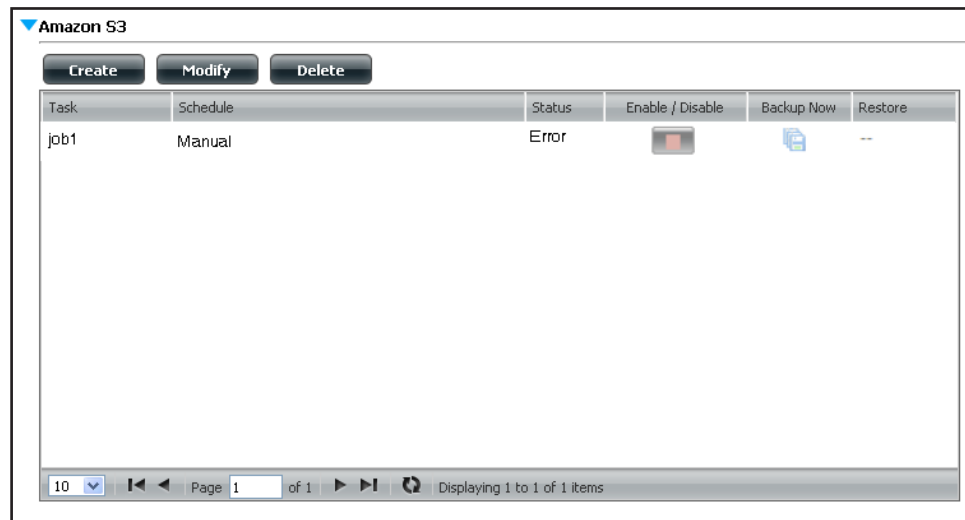 Amazon S3
Create Modify Delete
Task Schedule Status Enable / Disable Backup Now Restore
job1 Manual Error --
10 Page 1 of 1 Displaying 1 to 1 of 1 items